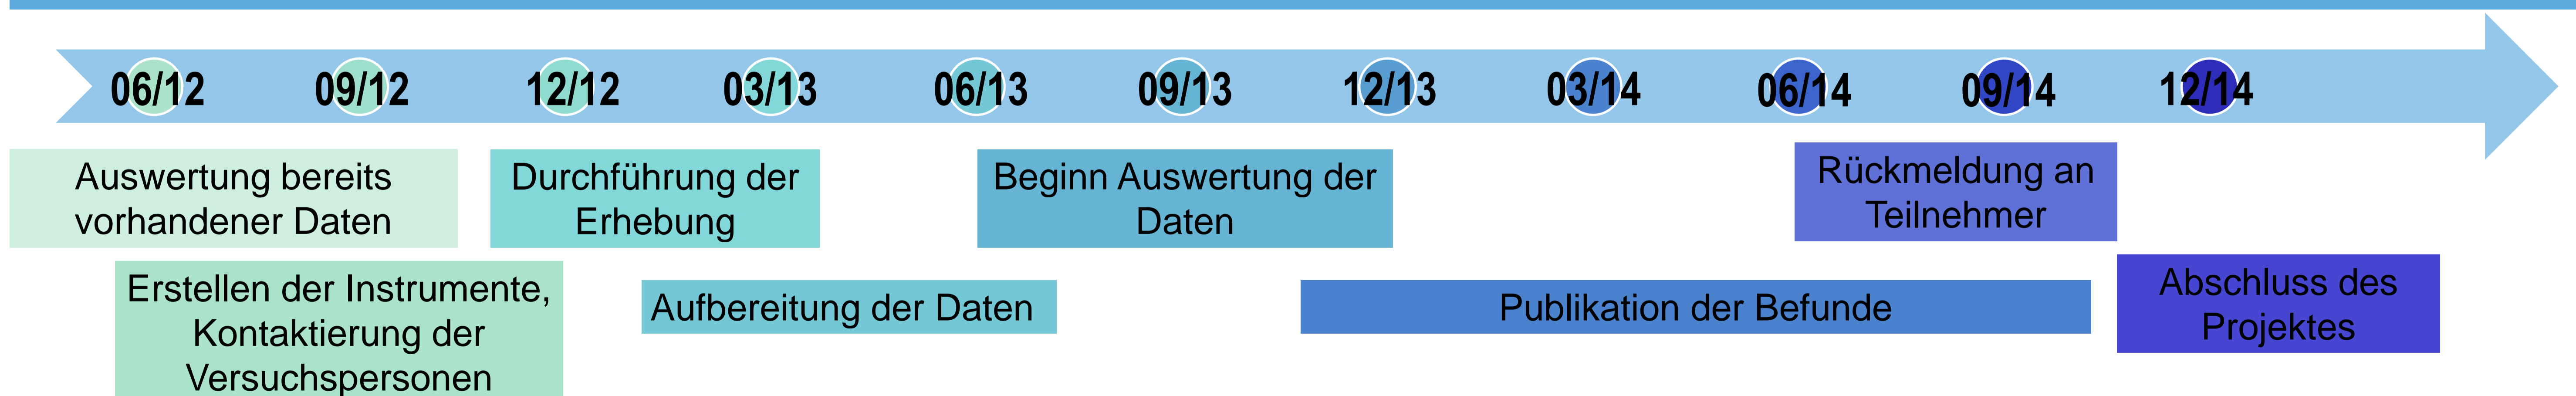 06/12 09/12 12/12 03/13 06/13 09/13 12/13 03/14 06/14 09/14 12/14
Auswertung bereits
vorhandener Daten
Durchführung der
Erhebung
Beginn Auswertung der
Daten
Rückmeldung an
Teilnehmer
Erstellen der Instrumente,
Kontaktierung der
Versuchspersonen
Aufbereitung der Daten
Publikation der Befunde
Abschluss des
Projektes